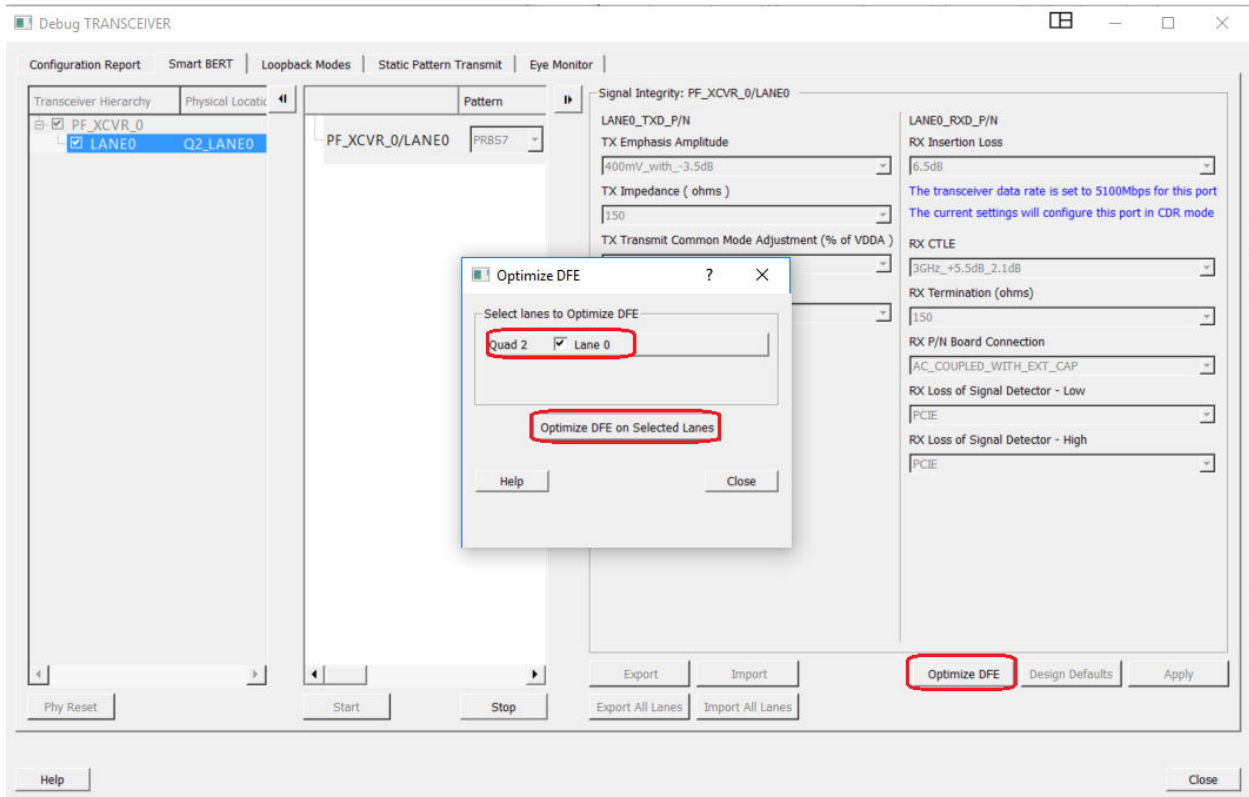 Debug TRANSCEIVER
Configuration Report
Smart BERT
Loopback Modes
Static Pattern Transmit
Eye Monitor
Transceiver Hierarchy
Physical Locatic
PF_XCVR_0
LANE0
Q2_LANE0
Phy Reset
Pattern
PF_XCVR_0/LANE0
PRBS7
Start
Stop
Signal Integrity: PF_XCVR_0/LANE0
LANE0_TXD_P/N
TX Emphasis Amplitude
400mV_with_-3.5dB
TX Impedance ( ohms )
150
TX Transmit Common Mode Adjustment (% of VDDA )
LANE0_RXD_P/N
RX Insertion Loss
6.5dB
The transceiver data rate is set to 5100Mbps for this port
The current settings will configure this port in CDR mode
RX CTLE
3GHz_+5.5dB_2.1dB
RX Termination (ohms)
150
RX P/N Board Connection
AC_COUPLED_WITH_EXT_CAP
RX Loss of Signal Detector - Low
PCIE
RX Loss of Signal Detector - High
PCIE
Optimize DFE
?
Select lanes to Optimize DFE
Quad 2
Lane 0
Optimize DFE on Selected Lanes
Help
Close
Export
Import
Optimize DFE
Design Defaults
Apply
Export All Lanes
Import All Lanes
Help
Close